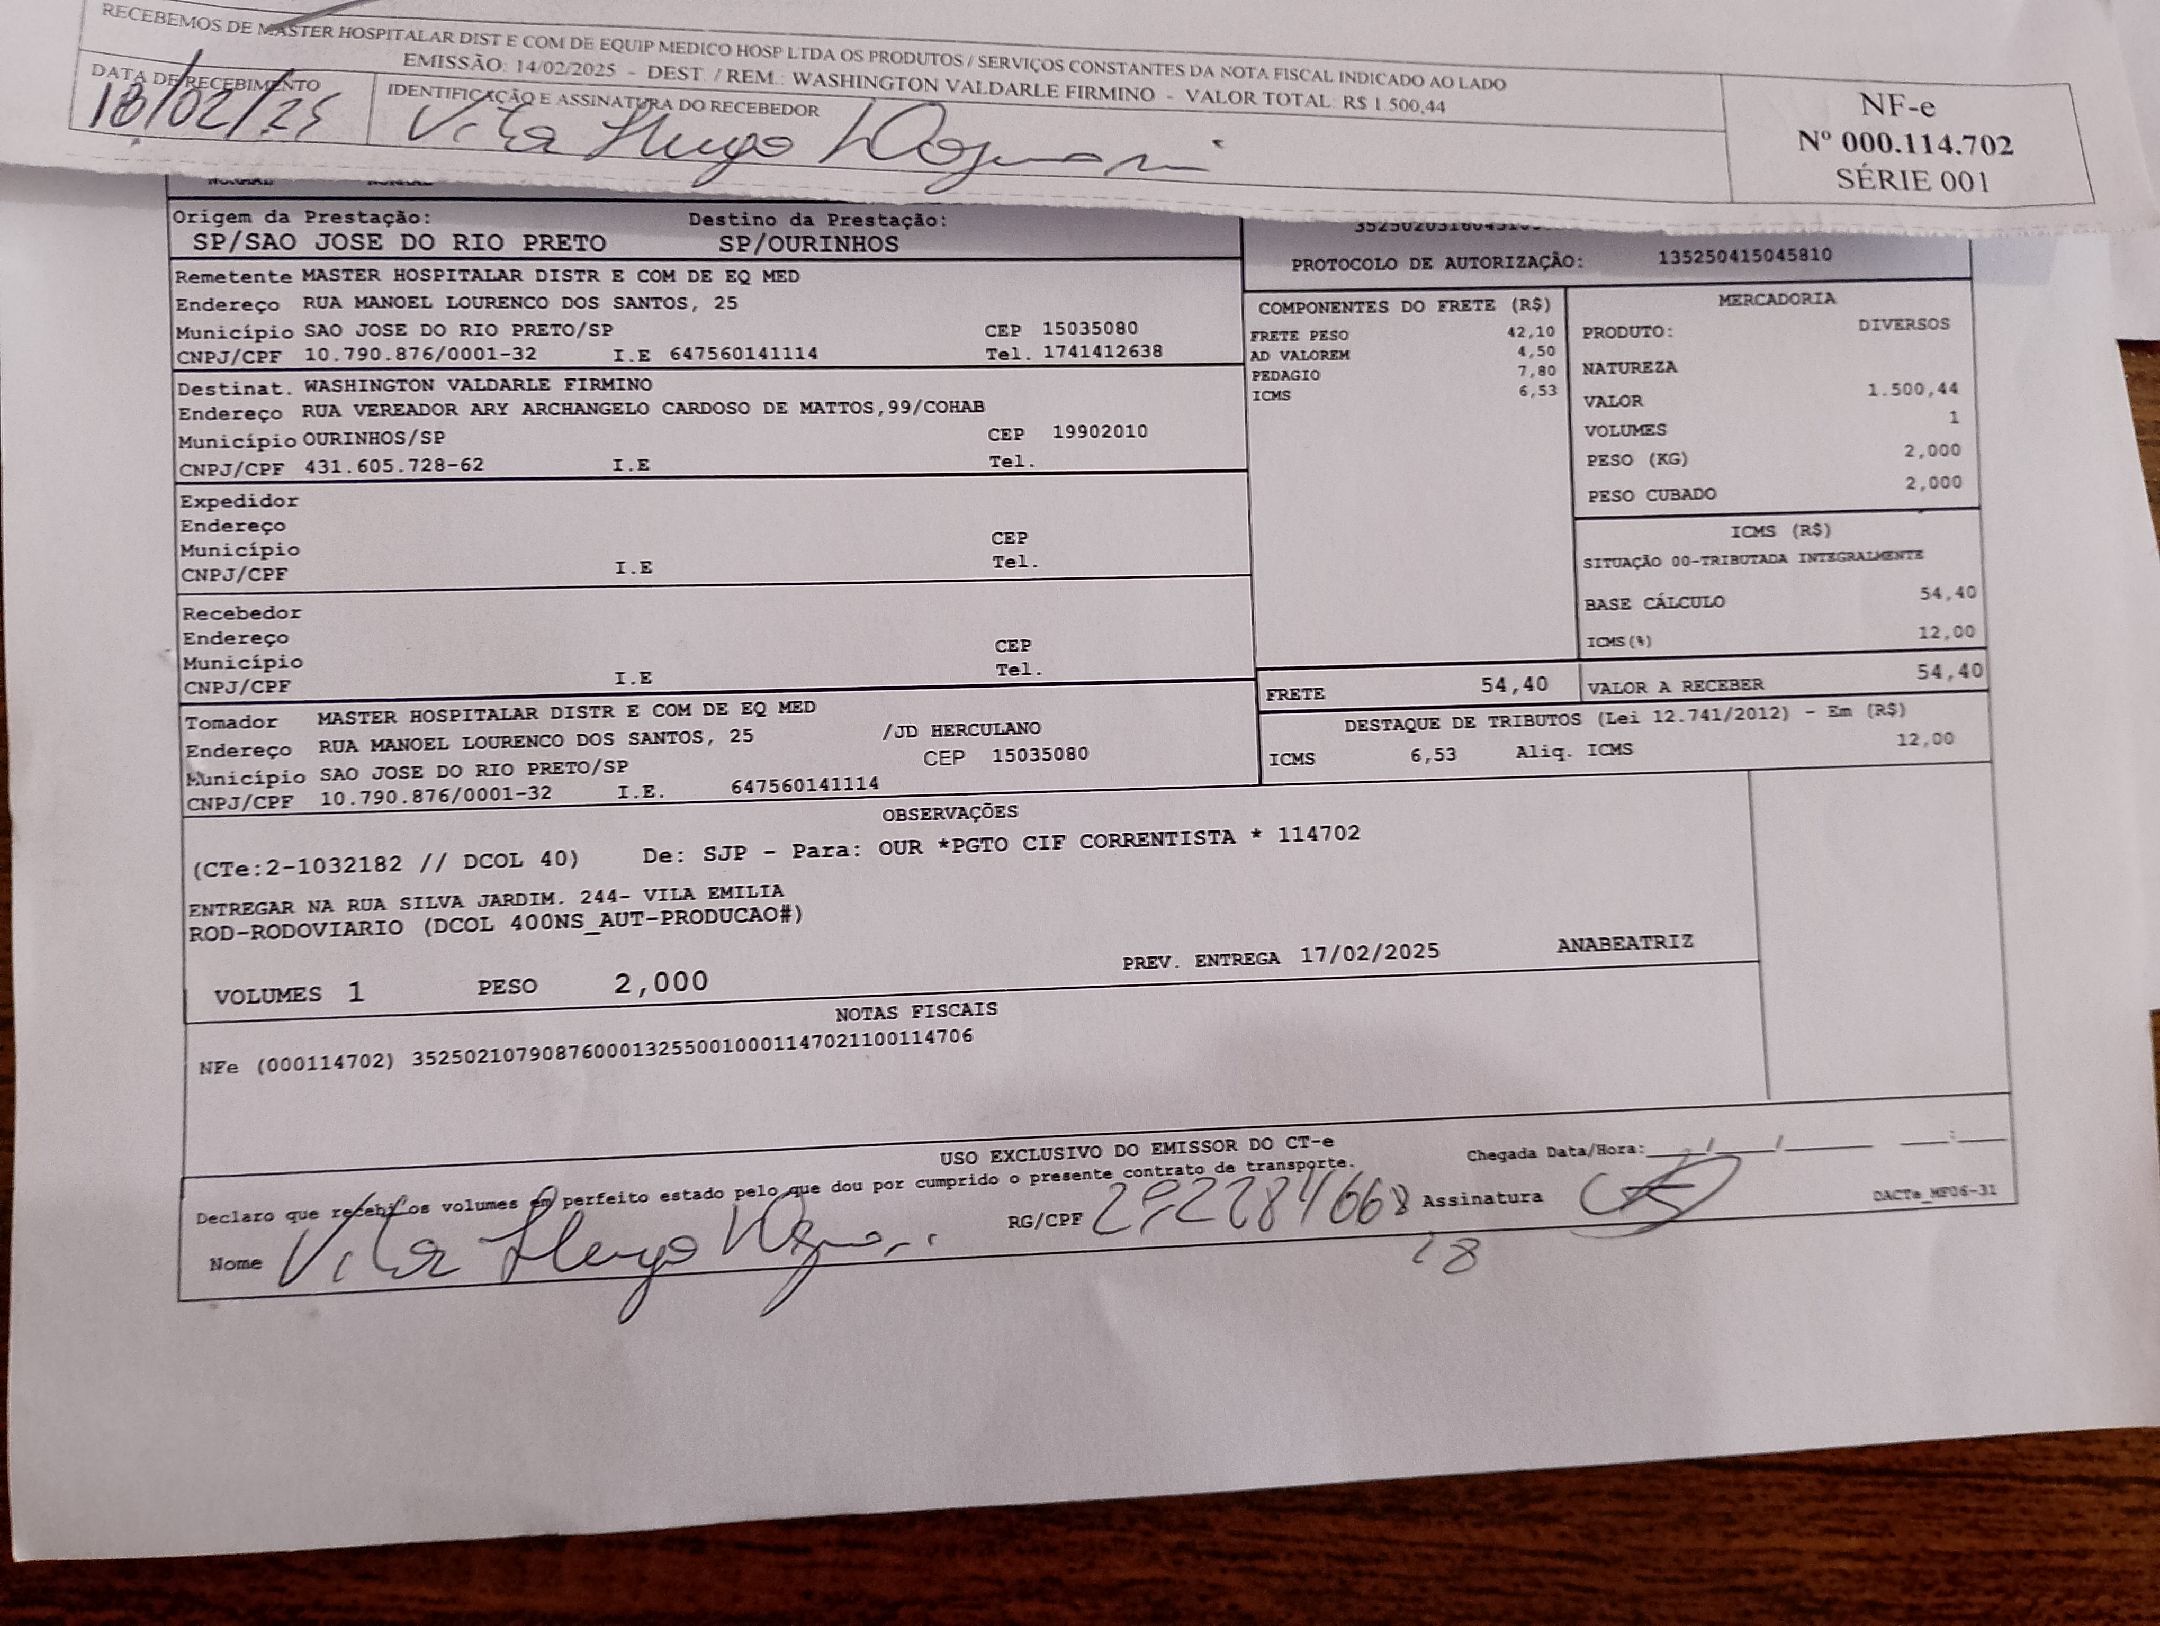 RECEBEMOS DE MASTER HOSPITALAR DIST E COM DE EQUIP MEDICO HOSP LTDA OS PRODUTOS / SERVIÇOS CONSTANTES DA NOTA FISCAL INDICADO AO LADO
EMISSÃO: 14/02/2025 - DEST. / REM.: WASHINGTON VALDARLE FIRMINO - VALOR TOTAL: R$ 1.500,44
DATA DE RECEBIMENTO
IDENTIFICAÇÃO E ASSINATURA DO RECEBEDOR
18/02/25
Vitor Hugo
NF-e
Nº 000.114.702
SÉRIE 001
Origem da Prestação: Destino da Prestação:
SP/SAO JOSE DO RIO PRETO SP/OURINHOS
PROTOCOLO DE AUTORIZAÇÃO: 135250415045810
Remetente MASTER HOSPITALAR DISTR E COM DE EQ MED
Endereço RUA MANOEL LOURENCO DOS SANTOS, 25
Município SAO JOSE DO RIO PRETO/SP CEP 15035080
CNPJ/CPF 10.790.876/0001-32 I.E 647560141114 Tel. 1741412638
Destinat. WASHINGTON VALDARLE FIRMINO
Endereço RUA VEREADOR ARY ARCHANGELO CARDOSO DE MATTOS,99/COHAB
Município OURINHOS/SP CEP 19902010
CNPJ/CPF 431.605.728-62 I.E Tel.
Expedidor
Endereço
Município CEP
CNPJ/CPF I.E Tel.
Recebedor
Endereço
Município CEP
CNPJ/CPF I.E Tel.
Tomador MASTER HOSPITALAR DISTR E COM DE EQ MED
Endereço RUA MANOEL LOURENCO DOS SANTOS, 25 /JD HERCULANO
Município SAO JOSE DO RIO PRETO/SP CEP 15035080
CNPJ/CPF 10.790.876/0001-32 I.E. 647560141114
COMPONENTES DO FRETE (R$)
FRETE PESO 42,10
AD VALOREM 4,50
PEDAGIO 7,80
ICMS 6,53
MERCADORIA
PRODUTO: DIVERSOS
NATUREZA
VALOR 1.500,44
VOLUMES 1
PESO (KG) 2,000
PESO CUBADO 2,000
ICMS (R$)
SITUAÇÃO 00-TRIBUTADA INTEGRALMENTE
BASE CÁLCULO 54,40
ICMS(%) 12,00
FRETE 54,40 VALOR A RECEBER 54,40
DESTAQUE DE TRIBUTOS (Lei 12.741/2012) - Em (R$)
ICMS 6,53 Aliq. ICMS 12,00
OBSERVAÇÕES
(CTe:2-1032182 // DCOL 40) De: SJP - Para: OUR *PGTO CIF CORRENTISTA * 114702
ENTREGAR NA RUA SILVA JARDIM. 244- VILA EMILIA
ROD-RODOVIARIO (DCOL 400NS_AUT-PRODUCAO#)
PREV. ENTREGA 17/02/2025 ANABEATRIZ
VOLUMES 1 PESO 2,000
NOTAS FISCAIS
NFe (000114702) 35250210790876000132550010001147021100114706
USO EXCLUSIVO DO EMISSOR DO CT-e
Declaro que recebi os volumes em perfeito estado pelo que dou por cumprido o presente contrato de transporte.
Chegada Data/Hora:___/___/___ __:__
Nome Vitor Hugo
RG/CPF
Assinatura
DACTe_MF06-31